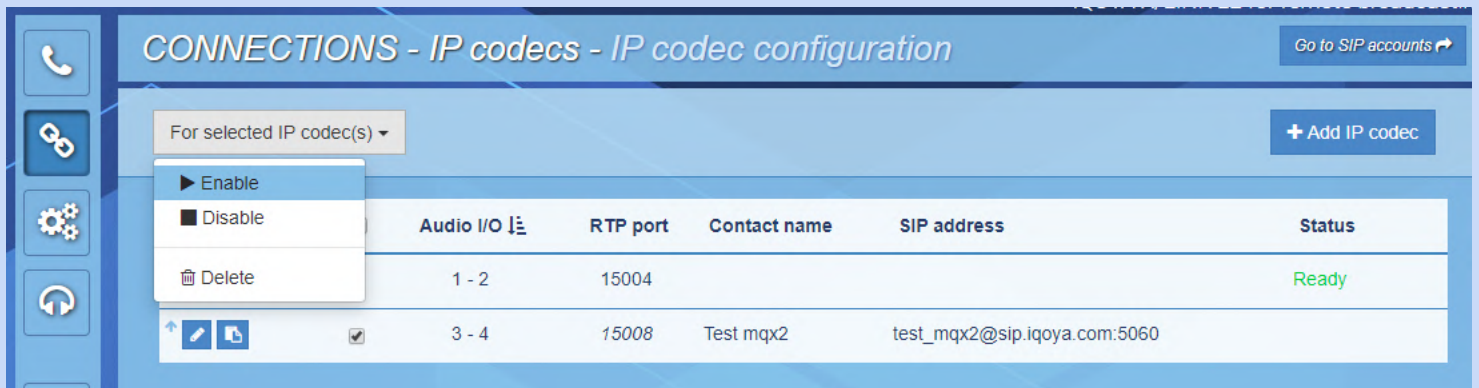 CONNECTIONS - IP codecs - IP codec configuration
Go to SIP accounts
For selected IP codec(s)
+ Add IP codec
Enable
Disable
Delete
Audio I/O RTP port Contact name SIP address Status
1 - 2 15004 Ready
3 - 4 15008 Test mqx2 test_mqx2@sip.iqoya.com:5060